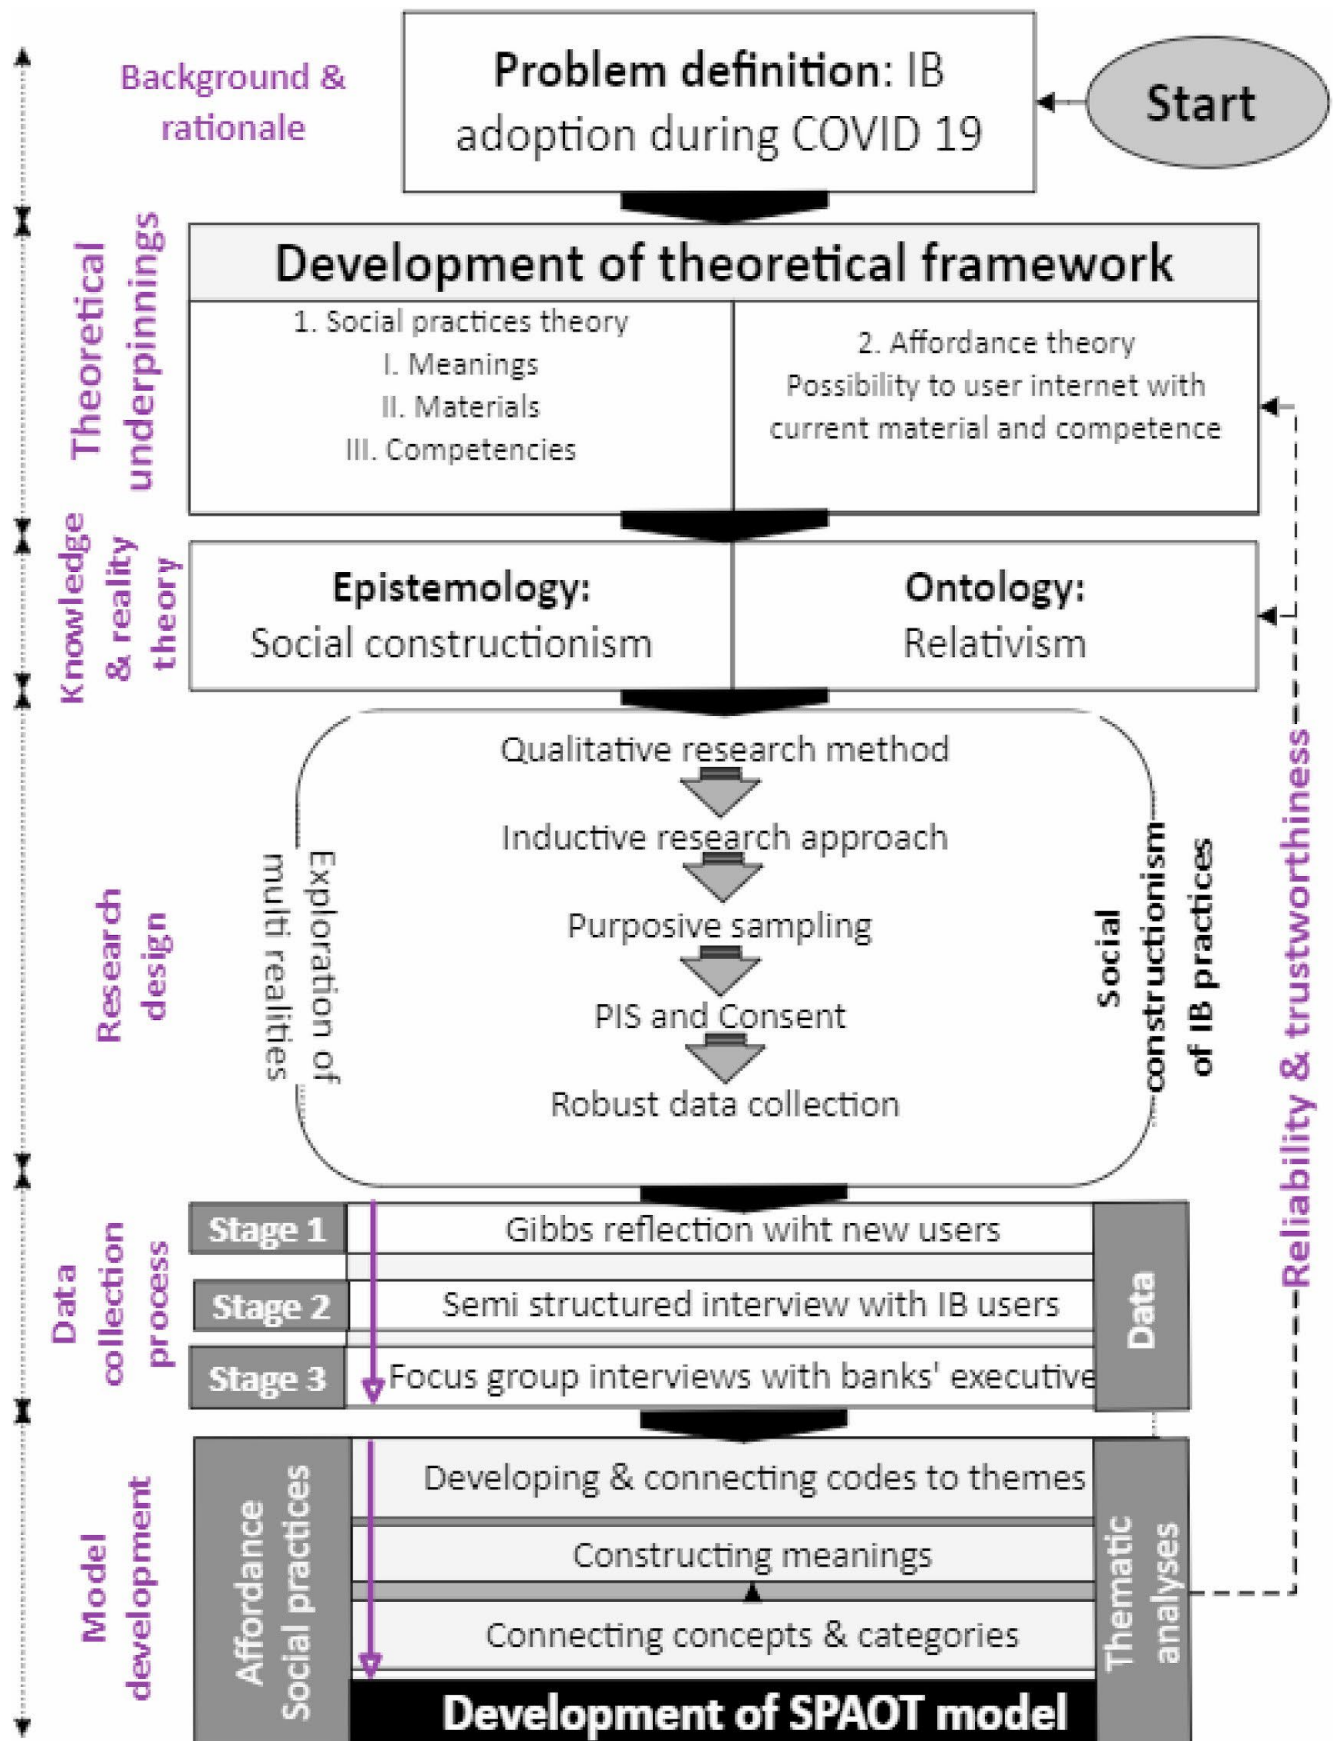 Background &
rationale
Problem definition: IB
adoption during COVID 19
Start
Theoretical
underpinnings
Development of theoretical framework
1. Social practices theory
I. Meanings
II. Materials
III. Competencies
2. Affordance theory
Possibility to user internet with
current material and competence
Knowledge
& reality
theory
Epistemology:
Social constructionism
Ontology:
Relativism
Research
design
Exploration of
multi realities
Qualitative research method
Inductive research approach
Purposive sampling
PIS and Consent
Robust data collection
Social
constructionism
of IB practices
Reliability & trustworthiness
Data
collection
process
Stage 1
Gibbs reflection wiht new users
Stage 2
Semi structured interview with IB users
Stage 3
Focus group interviews with banks' executive
Data
Model
development
Affordance
Social practices
Developing & connecting codes to themes
Constructing meanings
Connecting concepts & categories
Development of SPAOT model
Thematic
analyses